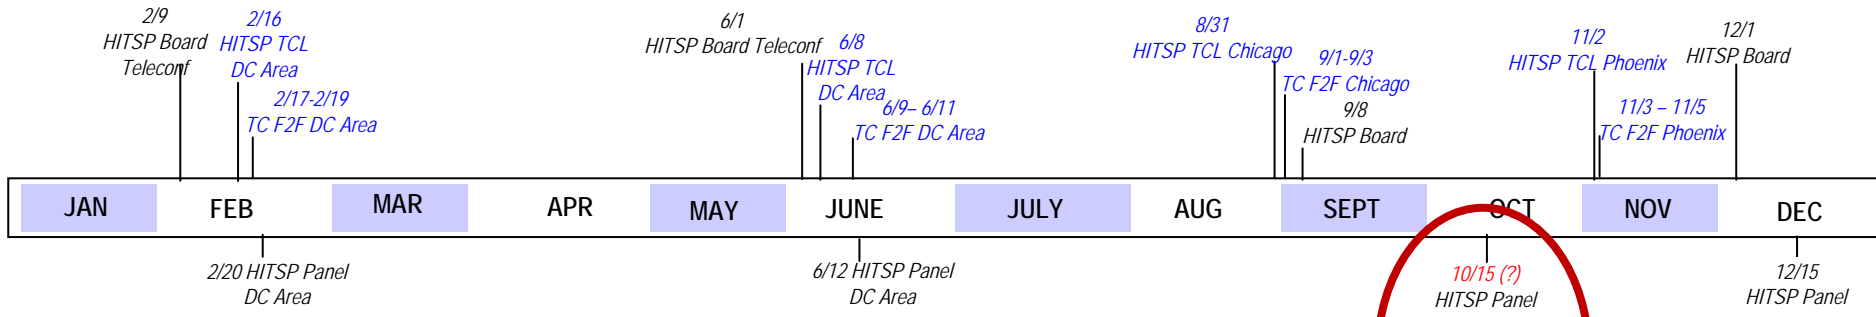 2/9
HITSP Board
Teleconf
2/16
HITSP TCL
DC Area
2/17-2/19
TC F2F DC Area
6/1
HITSP Board Teleconf
6/8
HITSP TCL
DC Area
6/9– 6/11
TC F2F DC Area
8/31
HITSP TCL Chicago
9/1-9/3
TC F2F Chicago
9/8
HITSP Board
11/2
HITSP TCL Phoenix
11/3 – 11/5
TC F2F Phoenix
12/1
HITSP Board
JAN
FEB
MAR
APR
MAY
JUNE
JULY
AUG
SEPT
OCT
NOV
DEC
2/20 HITSP Panel
DC Area
6/12 HITSP Panel
DC Area
10/15 (?)
HITSP Panel
12/15
HITSP Panel